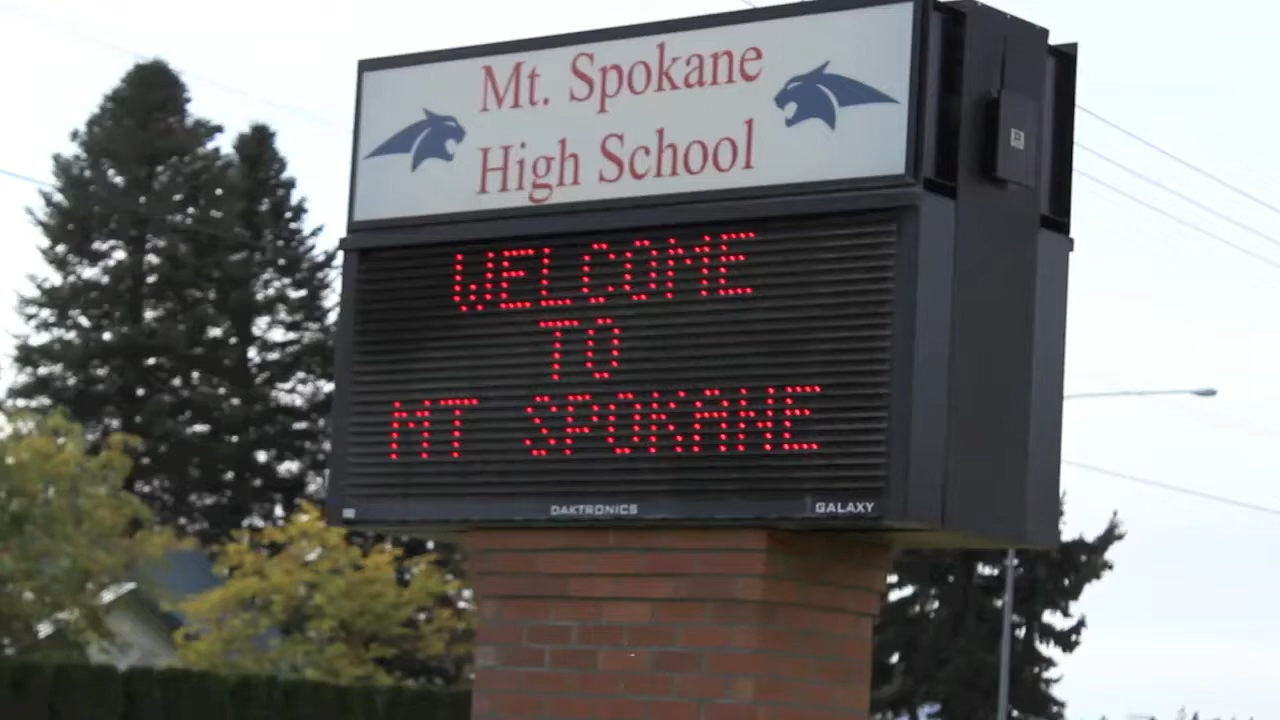 Mt. Spokane
High School
WELCOME
TO
MT SPOKANE
DAKTRONICS
GALAXY